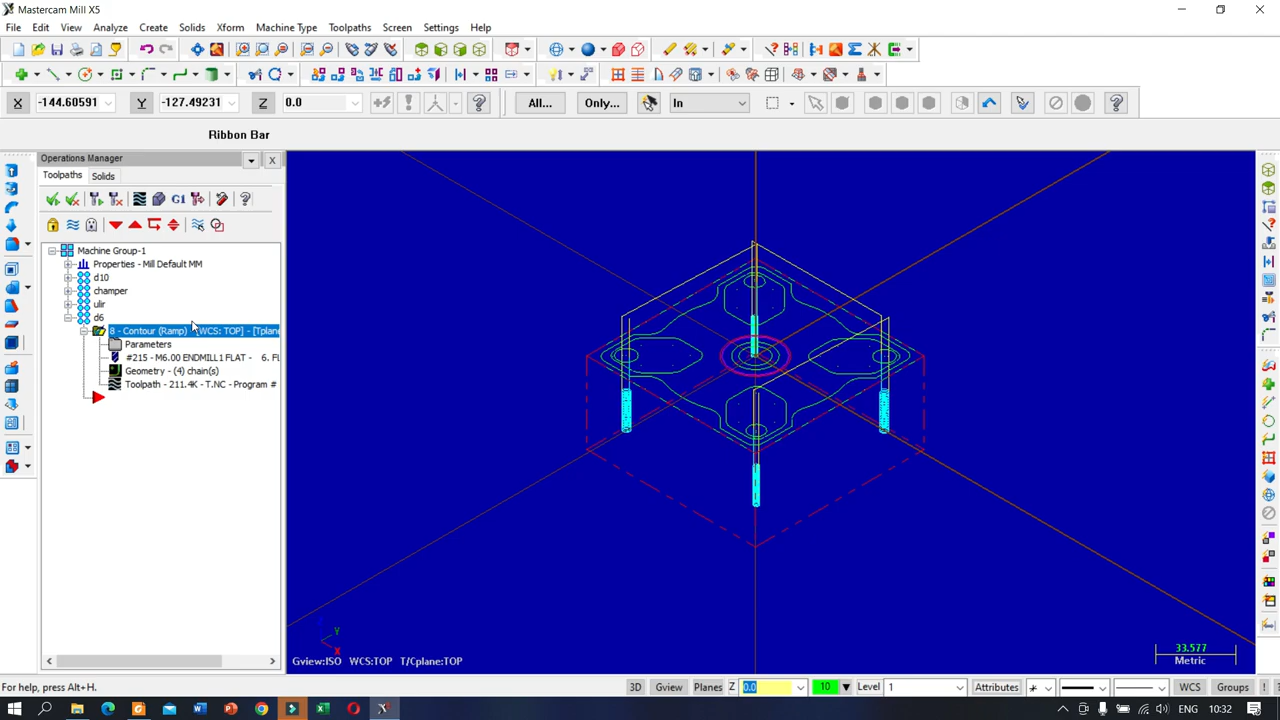 Mastercam Mill X5
File Edit View Analyze Create Solids Xform Machine Type Toolpaths Screen Settings Help
X -144.60591 Y -127.49231 Z 0.0 All... Only... In
Ribbon Bar
Operations Manager
Toolpaths Solids
G1
Machine Group-1
Properties - Mill Default MM
d10
champer
ulir
d6
8 - Contour (Ramp) - [WCS: TOP] - [Tplane
Parameters
#215 - M6.00 ENDMILL1 FLAT - 6. FL
Geometry - (4) chain(s)
Toolpath - 211.4K - T.NC - Program #
Y
X
Gview:ISO WCS:TOP T/Cplane:TOP
33.577
Metric
For help, press Alt+H.
3D Gview Planes Z 0.0 10 Level 1 Attributes WCS Groups ! ?
ENG 10:32